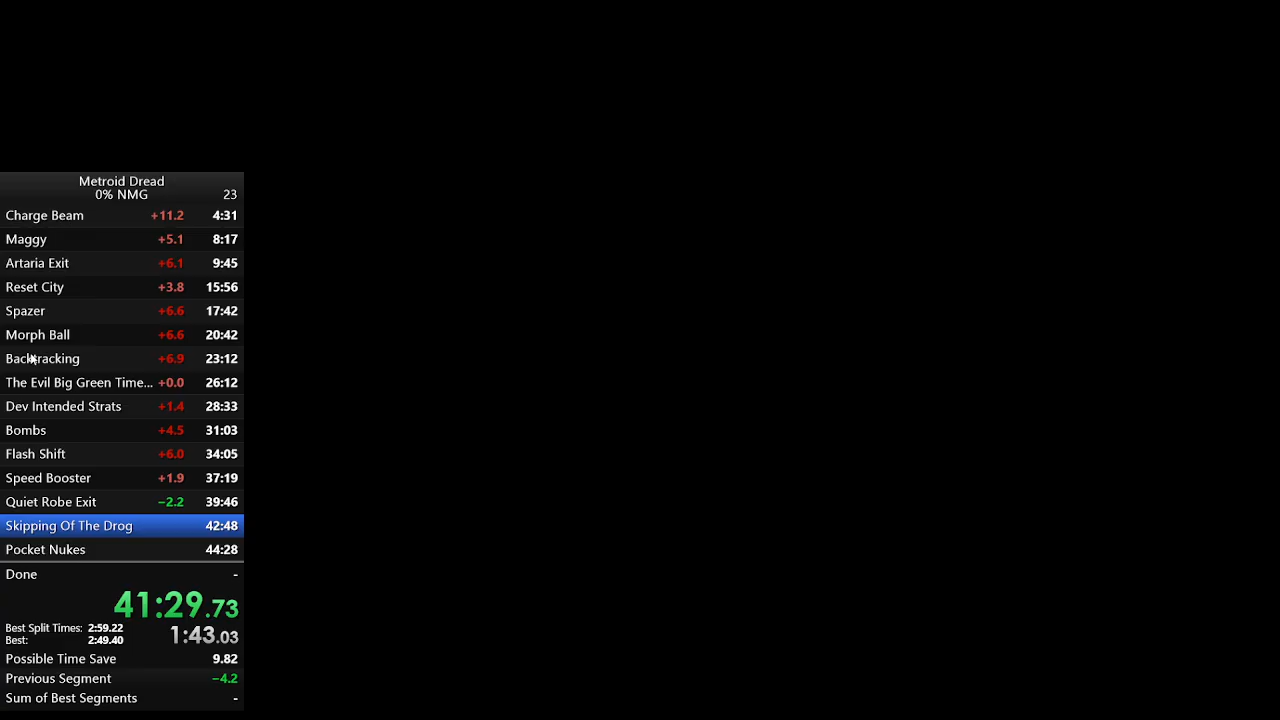 Metroid Dread
0% NMG 23
Charge Beam +11.2 4:31
Maggy +5.1 8:17
Artaria Exit +6.1 9:45
Reset City +3.8 15:56
Spazer +6.6 17:42
Morph Ball +6.6 20:42
Backtracking +6.9 23:12
The Evil Big Green Time... +0.0 26:12
Dev Intended Strats +1.4 28:33
Bombs +4.5 31:03
Flash Shift +6.0 34:05
Speed Booster +1.9 37:19
Quiet Robe Exit −2.2 39:46
Skipping Of The Drog 42:48
Pocket Nukes 44:28
Done -
41:29.73
Best Split Times: 2:59.22
Best: 2:49.40
1:43.03
Possible Time Save 9.82
Previous Segment −4.2
Sum of Best Segments -